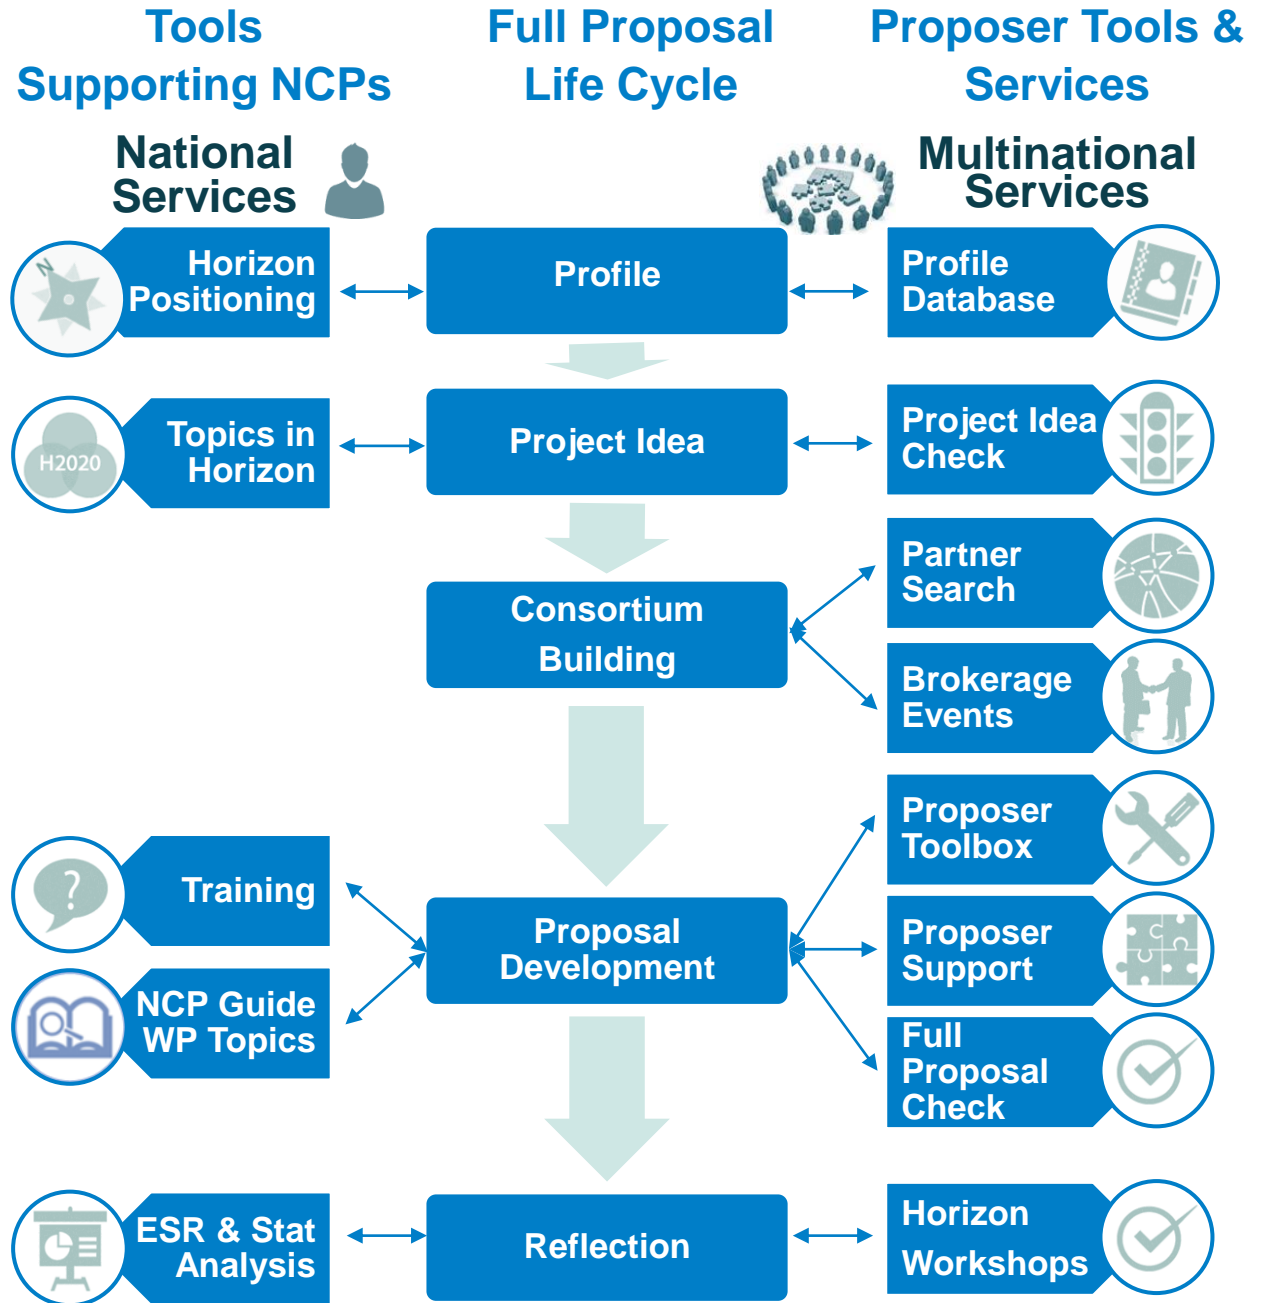 Tools
Supporting NCPs
Full Proposal
Life Cycle
Proposer Tools &
Services
National
Services
Multinational
Services
N
Horizon
Positioning
Profile
Profile
Database
H2020
Topics in
Horizon
Project Idea
Project Idea
Check
Consortium
Building
Partner
Search
Brokerage
Events
?
Training
NCP Guide
WP Topics
Proposal
Development
Proposer
Toolbox
Proposer
Support
Full
Proposal
Check
ESR & Stat
Analysis
Reflection
Horizon
Workshops